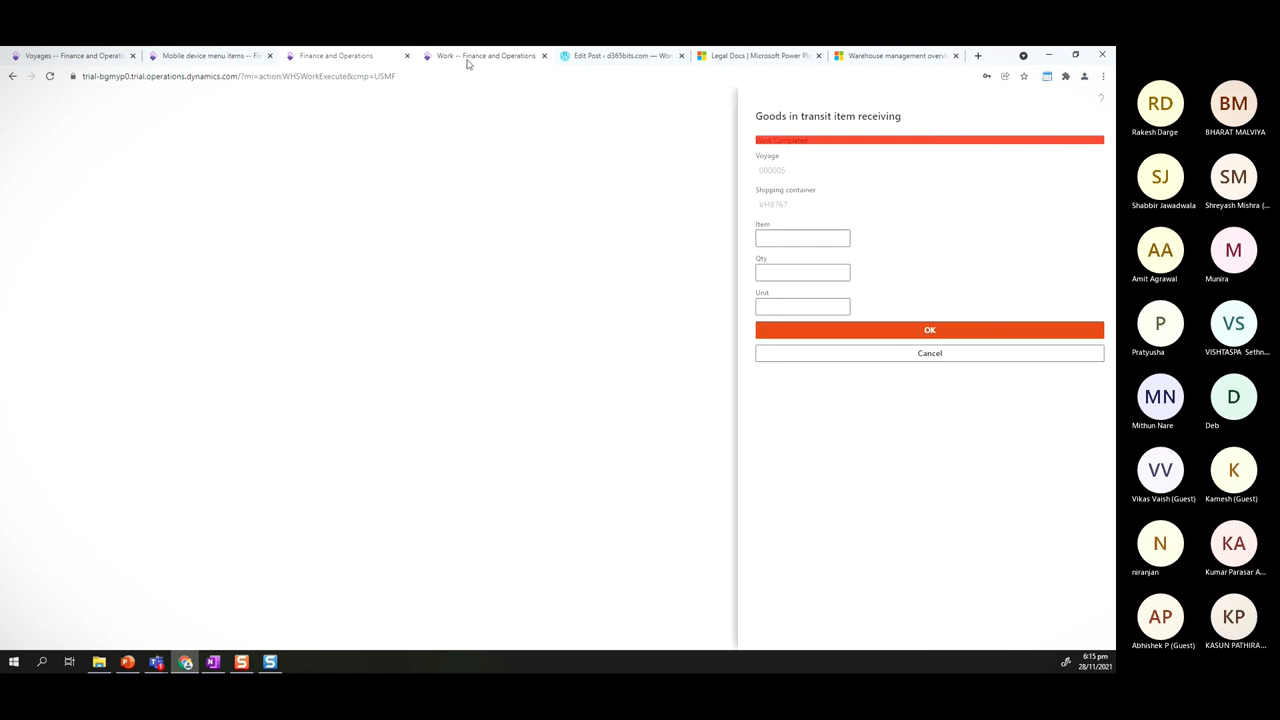 Voyages -- Finance and Operati
Mobile device menu items -- Fin
Finance and Operations
Work -- Finance and Operations
Edit Post ‹ d365bits.com — Wor
Legal Docs | Microsoft Power Pl
Warehouse management overv
trial-bgmyp0.trial.operations.dynamics.com/?mi=action:WHSWorkExecute&cmp=USMF
?
Goods in transit item receiving
Work Completed
Voyage
000005
Shipping container
VH8767
Item
Qty
Unit
OK
Cancel
RD
BM
Rakesh Darge
BHARAT MALVIYA
SJ
SM
Shabbir Jawadwala
Shreyash Mishra (...
AA
M
Amit Agrawal
Munira
P
VS
Pratyusha
VISHTASPA Sethn...
MN
D
Mithun Nare
Deb
VV
K
Vikas Vaish (Guest)
Kamesh (Guest)
N
KA
niranjan
Kumar Parasar A...
AP
KP
Abhishek P (Guest)
KASUN PATHIRA...
6:15 pm
28/11/2021